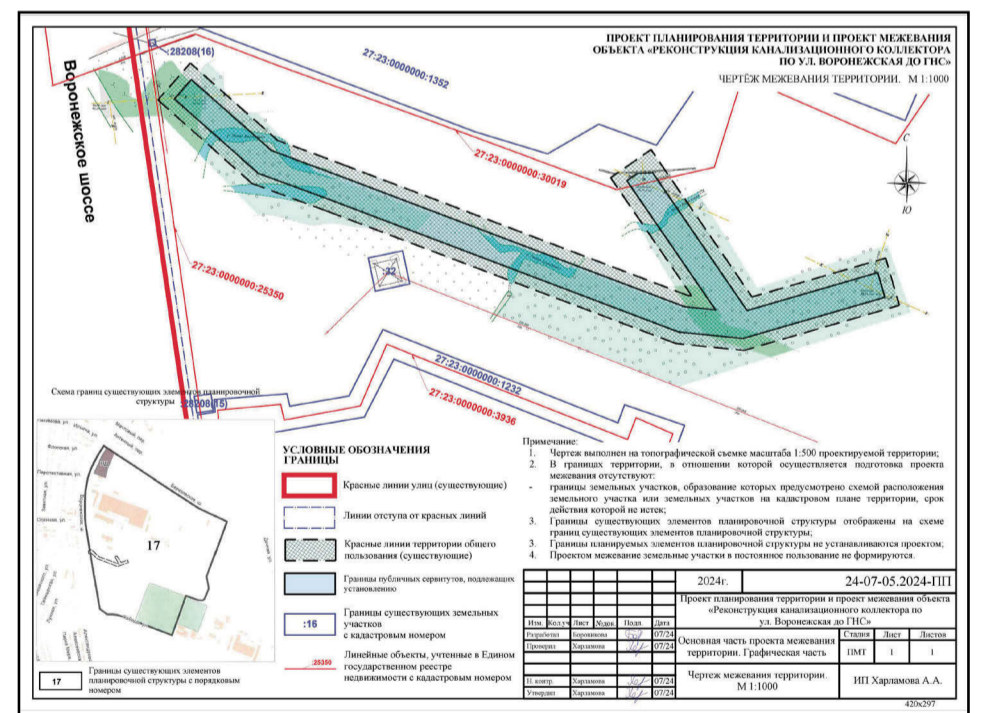 ПРОЕКТ ПЛАНИРОВАНИЯ ТЕРРИТОРИИ И ПРОЕКТ МЕЖЕВАНИЯ
ОБЪЕКТА «РЕКОНСТРУКЦИЯ КАНАЛИЗАЦИОННОГО КОЛЛЕКТОРА
ПО УЛ. ВОРОНЕЖСКАЯ ДО ГНС»
ЧЕРТЁЖ МЕЖЕВАНИЯ ТЕРРИТОРИИ. М 1:1000
:28208(16)
27:23:0000000:1352
Воронежское шоссе
27:23:0000000:30019
С
Ю
27:23:0000000:25350
:32
27:23:0000000:1232
27:23:0000000:3936
Схема границ существующих элементов планировочной
структуры
:28208(15)
17
17
Границы существующих элементов
планировочной структуры с порядковым
номером
УСЛОВНЫЕ ОБОЗНАЧЕНИЯ
ГРАНИЦЫ
Красные линии улиц (существующие)
Линии отступа от красных линий
Красные линии территории общего
пользования (существующие)
Границы публичных сервитутов, подлежащих
установлению
:16
Границы существующих земельных
участков
с кадастровым номером
:25350
Линейные объекты, учтенные в Едином
государственном реестре
недвижимости с кадастровым номером
Примечание:
1. Чертеж выполнен на топографической съемке масштаба 1:500 проектируемой территории;
2. В границах территории, в отношении которой осуществляется подготовка проекта
межевания отсутствуют:
- границы земельных участков, образование которых предусмотрено схемой расположения
земельного участка или земельных участков на кадастровом плане территории, срок
действия которой не истек;
3. Границы существующих элементов планировочной структуры отображены на схеме
границ существующих элементов планировочной структуры;
3. Границы планируемых элементов планировочной структуры не устанавливаются проектом;
4. Проектом межевание земельные участки в постоянное пользование не формируются.
2024г.
24-07-05.2024-ПП
Проект планирования территории и проект межевания объекта
«Реконструкция канализационного коллектора по
ул. Воронежская до ГНС»
Изм. Кол.уч Лист №док. Подп. Дата
Разработал Боровикова 07/24
Проверил Харламова 07/24
Н. контр. Харламова 07/24
Утвердил Харламова 07/24
Основная часть проекта межевания
территории. Графическая часть
Стадия Лист Листов
ПМТ 1 1
Чертеж межевания территории.
М 1:1000
ИП Харламова А.А.
420x297